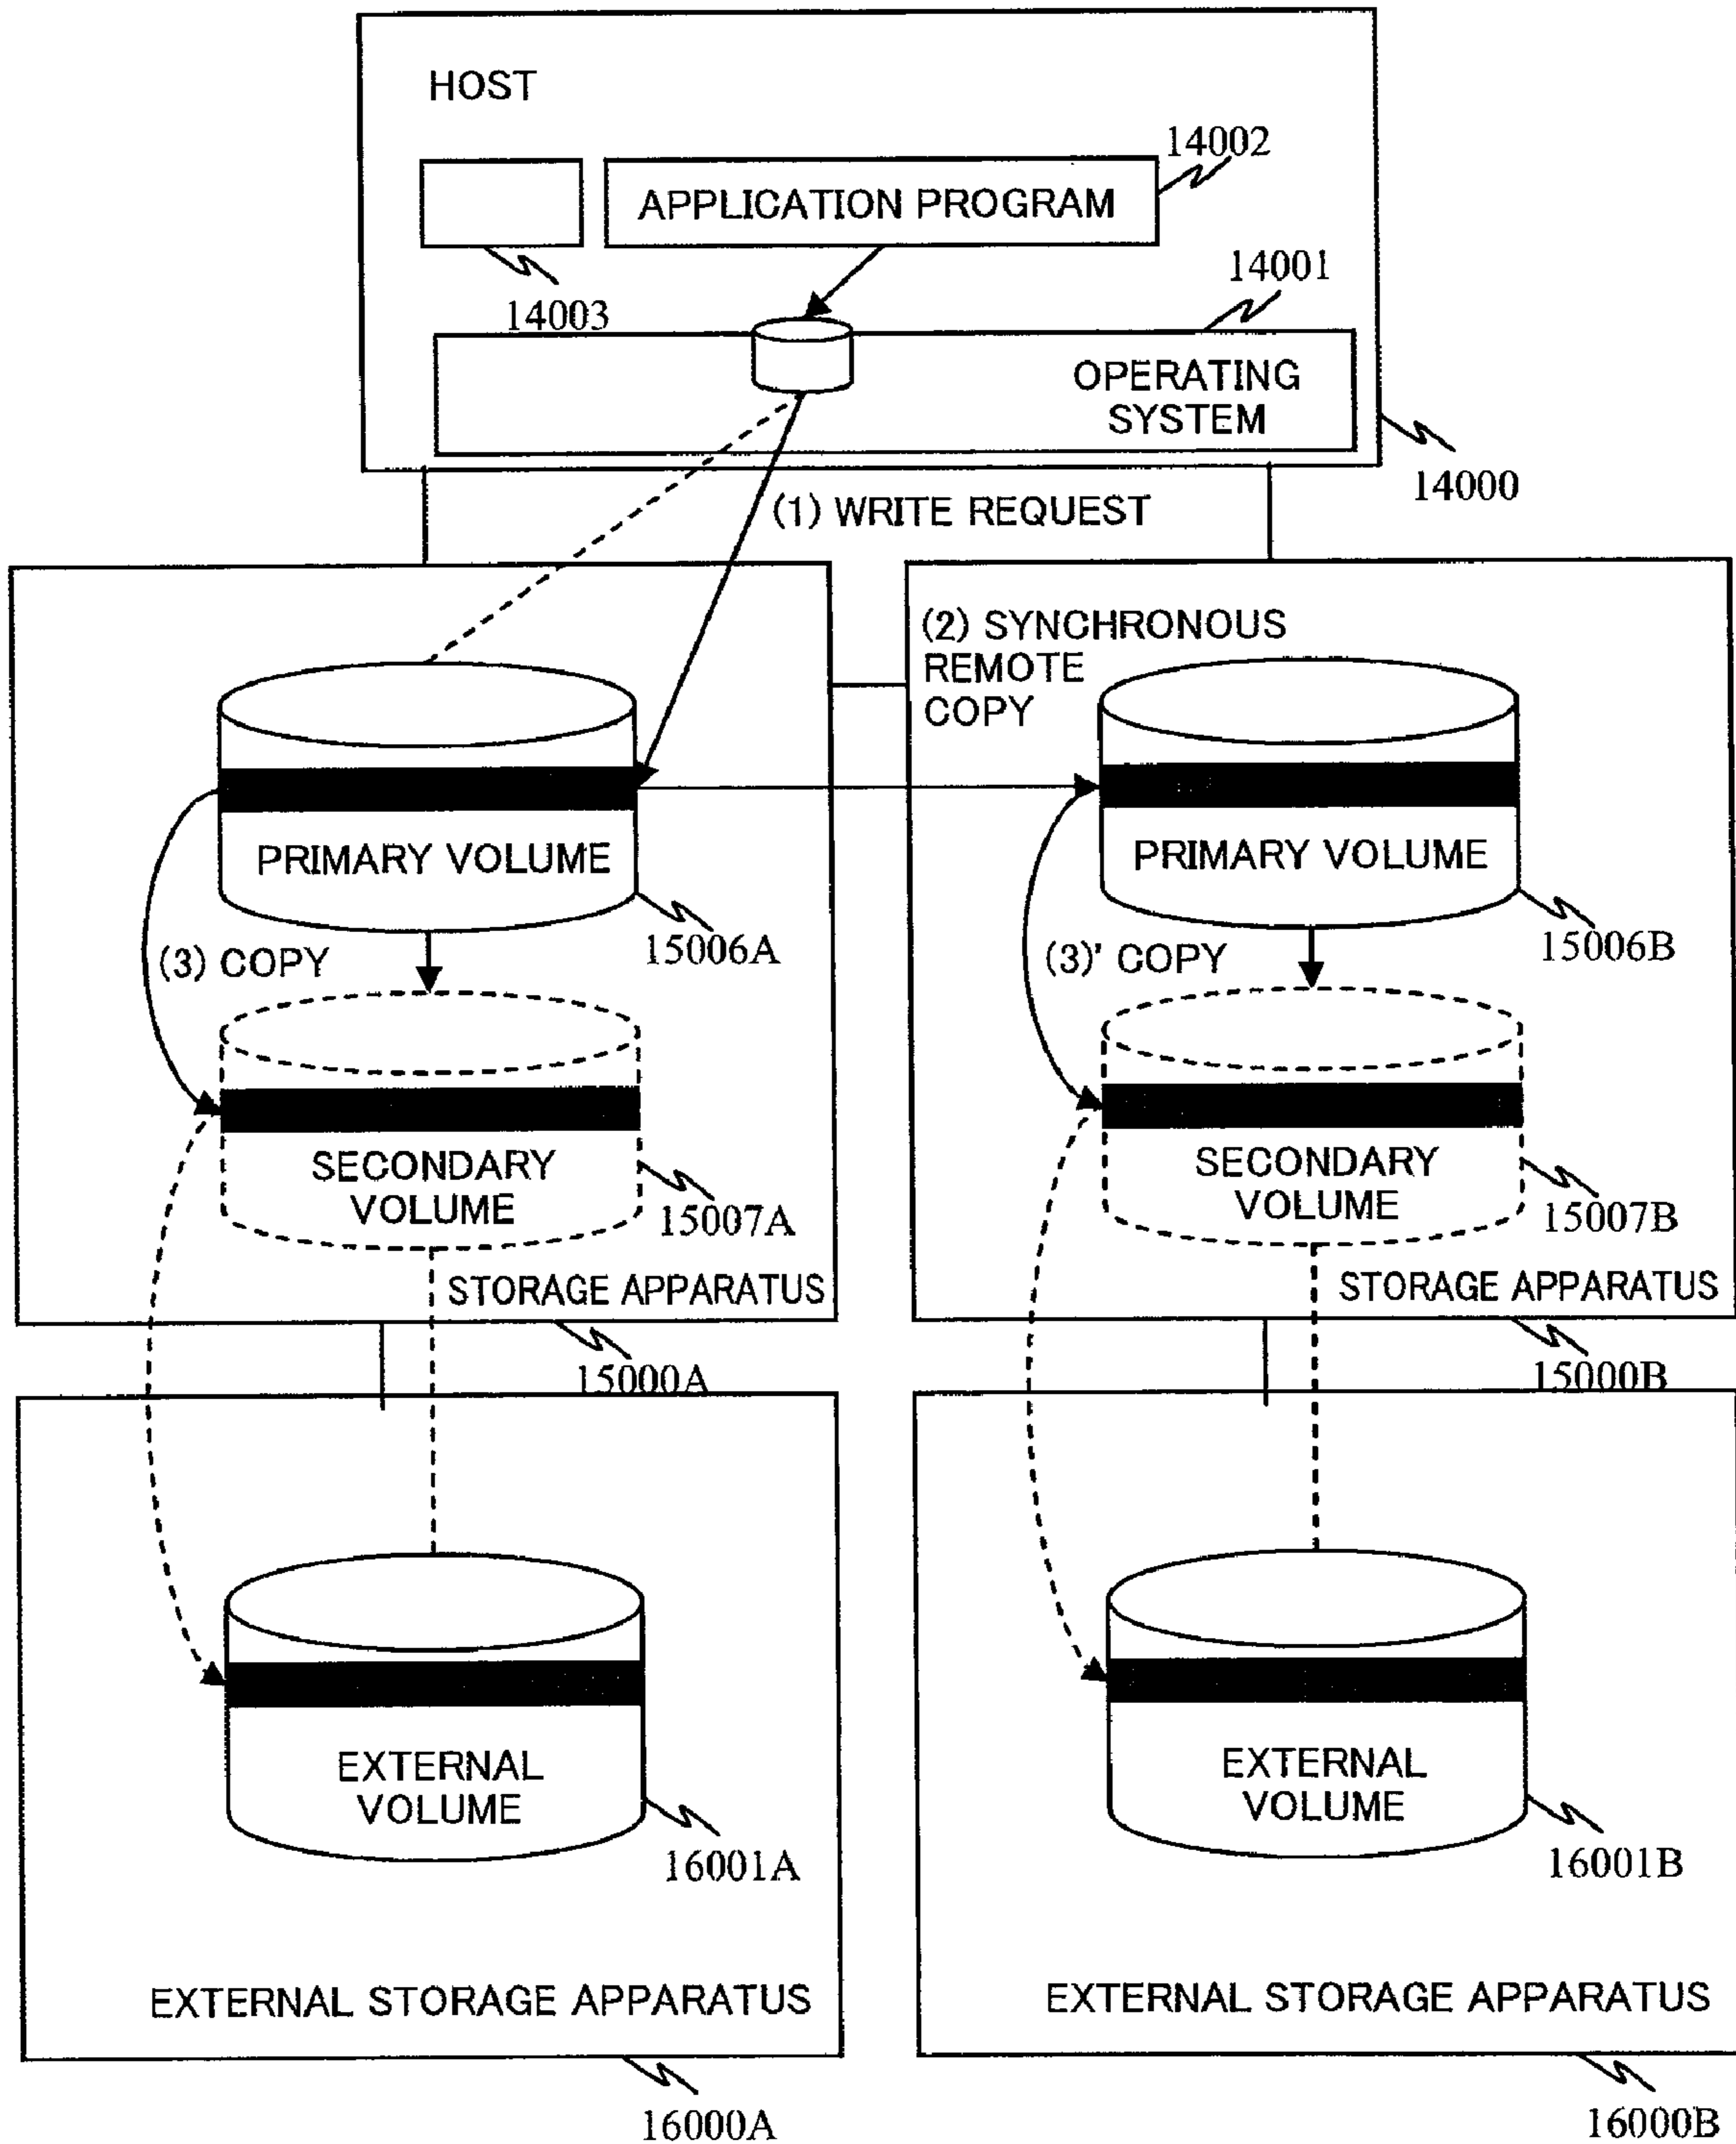 HOST
14002
APPLICATION PROGRAM
14001
14003
OPERATING
SYSTEM
14000
(1) WRITE REQUEST
(2) SYNCHRONOUS
REMOTE
COPY
PRIMARY VOLUME
PRIMARY VOLUME
15006A
15006B
(3) COPY
(3)' COPY
SECONDARY
VOLUME
SECONDARY
VOLUME
15007A
15007B
STORAGE APPARATUS
STORAGE APPARATUS
15000A
15000B
EXTERNAL
VOLUME
EXTERNAL
VOLUME
16001A
16001B
EXTERNAL STORAGE APPARATUS
EXTERNAL STORAGE APPARATUS
16000A
16000B